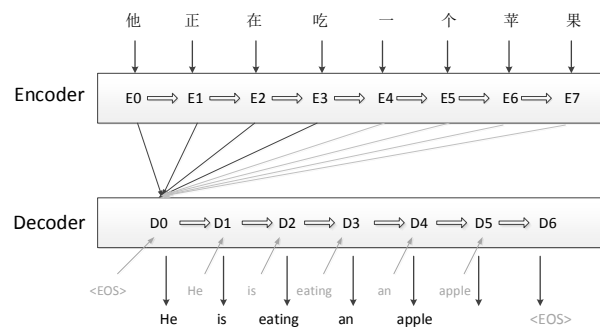 他 正 在 吃 一 个 苹 果
Encoder E0 E1 E2 E3 E4 E5 E6 E7
Decoder D0 D1 D2 D3 D4 D5 D6
<EOS> He is eating an apple
He is eating an apple <EOS>